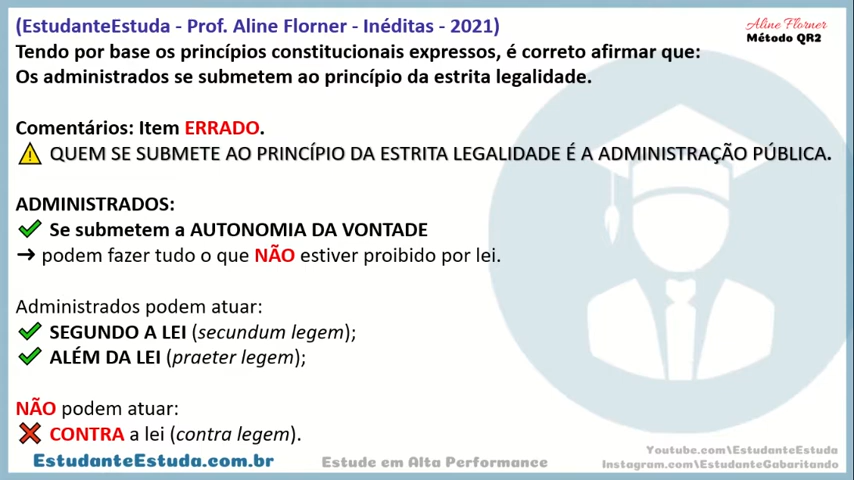 (EstudanteEstuda - Prof. Aline Florner - Inéditas - 2021)
Aline Florner
Método QR2
Tendo por base os princípios constitucionais expressos, é correto afirmar que:
Os administrados se submetem ao princípio da estrita legalidade.
Comentários: Item ERRADO.
⚠ QUEM SE SUBMETE AO PRINCÍPIO DA ESTRITA LEGALIDADE É A ADMINISTRAÇÃO PÚBLICA.
ADMINISTRADOS:
✔ Se submetem a AUTONOMIA DA VONTADE
➜ podem fazer tudo o que NÃO estiver proibido por lei.
Administrados podem atuar:
✔ SEGUNDO A LEI (secundum legem);
✔ ALÉM DA LEI (praeter legem);
NÃO podem atuar:
❌ CONTRA a lei (contra legem).
EstudanteEstuda.com.br
Estude em Alta Performance
Youtube.com\EstudanteEstuda
Instagram.com\EstudanteGabaritando